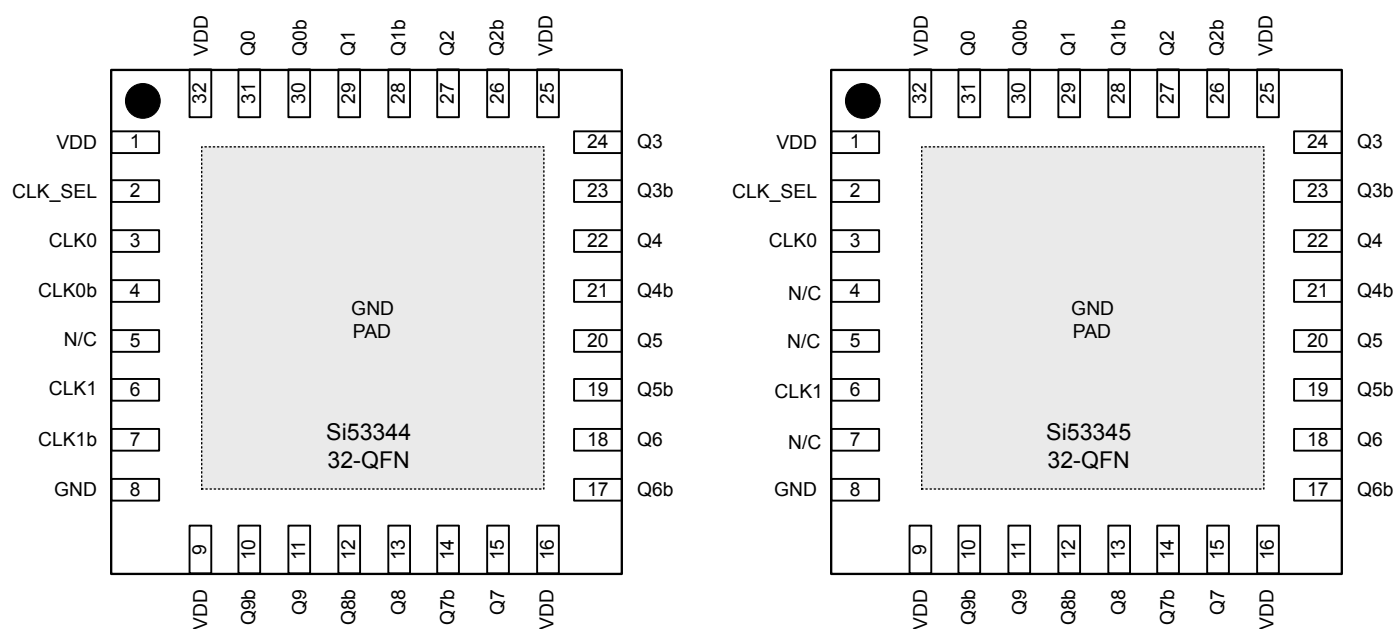 VDD Q0 Q0b Q1 Q1b Q2 Q2b VDD
32 31 30 29 28 27 26 25
VDD 1 24 Q3
CLK_SEL 2 23 Q3b
CLK0 3 22 Q4
CLK0b 4 21 Q4b
GND
PAD
N/C 5 20 Q5
CLK1 6 19 Q5b
CLK1b 7 18 Q6
Si53344
32-QFN
GND 8 17 Q6b
9 10 11 12 13 14 15 16
VDD Q9b Q9 Q8b Q8 Q7b Q7 VDD
VDD Q0 Q0b Q1 Q1b Q2 Q2b VDD
32 31 30 29 28 27 26 25
VDD 1 24 Q3
CLK_SEL 2 23 Q3b
CLK0 3 22 Q4
N/C 4 21 Q4b
GND
PAD
N/C 5 20 Q5
CLK1 6 19 Q5b
N/C 7 18 Q6
Si53345
32-QFN
GND 8 17 Q6b
9 10 11 12 13 14 15 16
VDD Q9b Q9 Q8b Q8 Q7b Q7 VDD